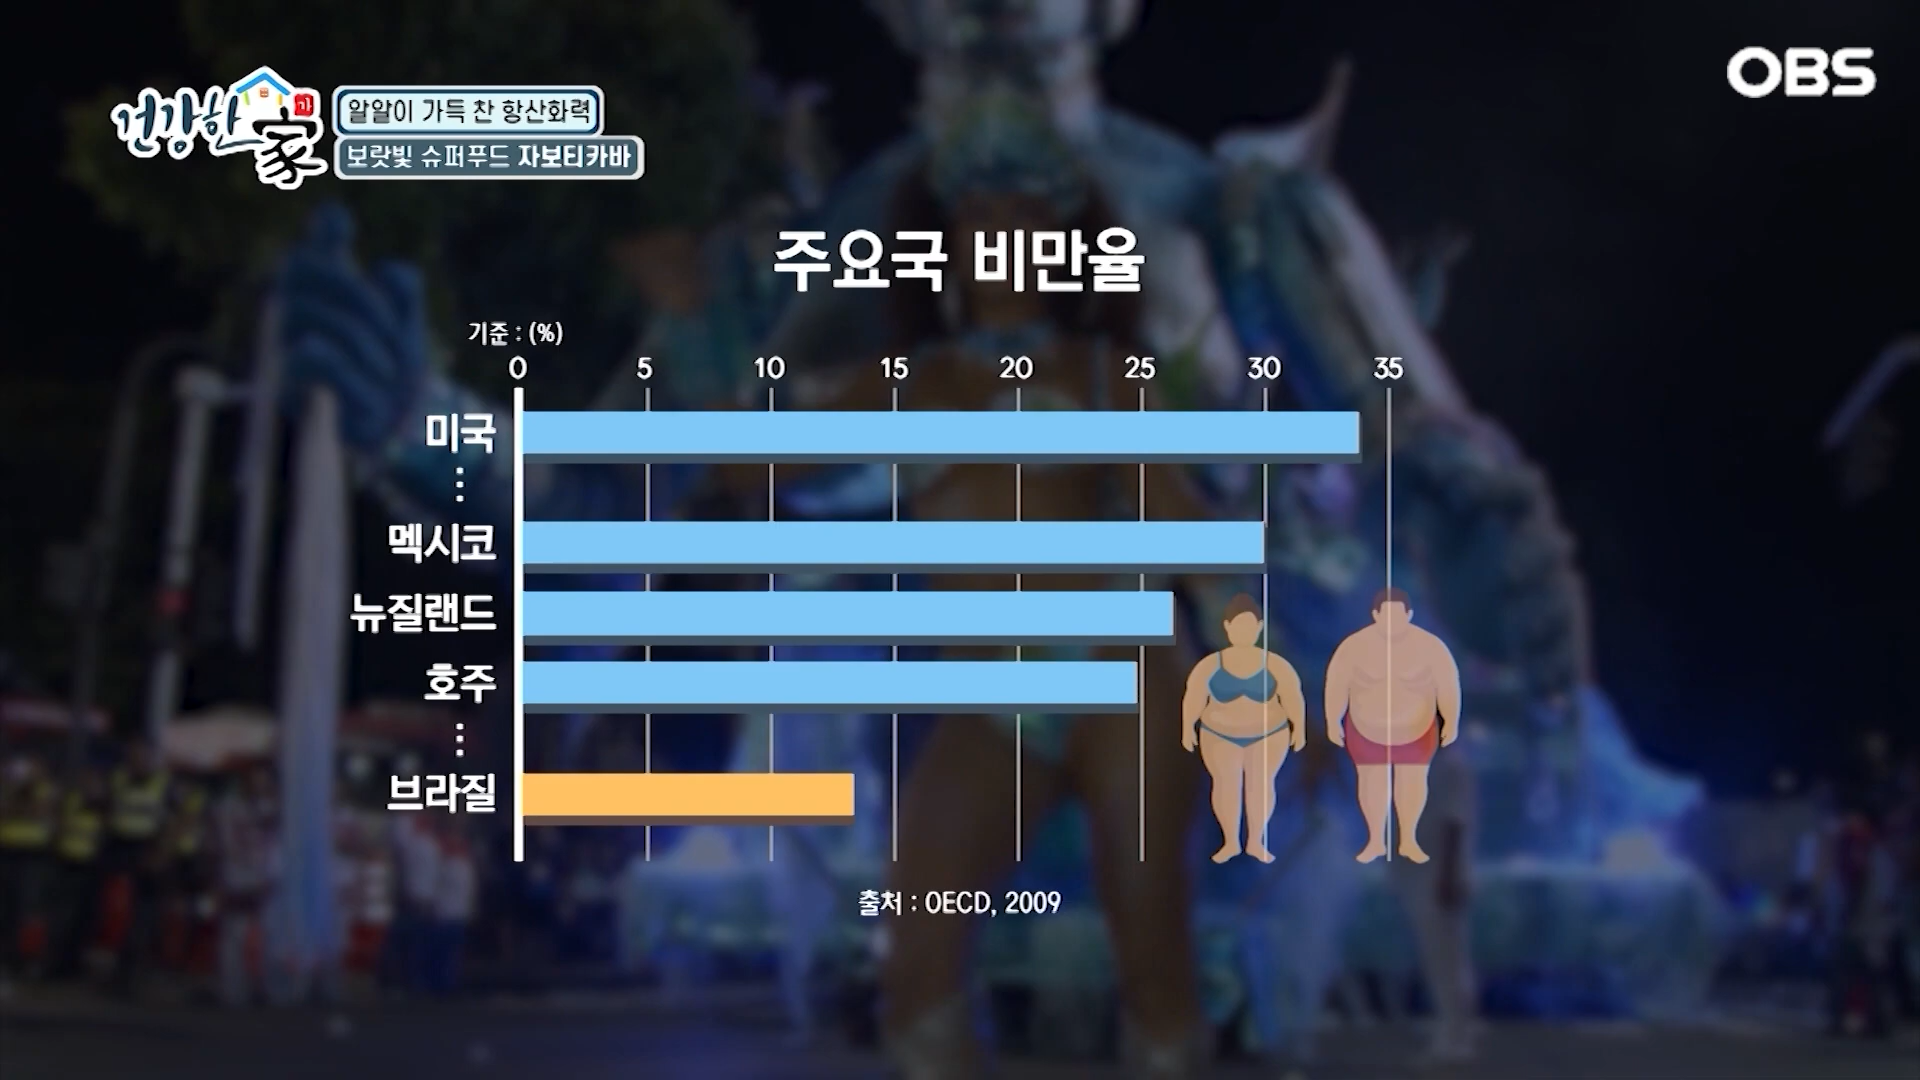 건강한 家 가
알알이 가득 찬 항산화력
보랏빛 슈퍼푸드 자보티카바
OBS
주요국 비만율
기준 : (%)
0 5 10 15 20 25 30 35
미국
⋮
멕시코
뉴질랜드
호주
⋮
브라질
출처 : OECD, 2009